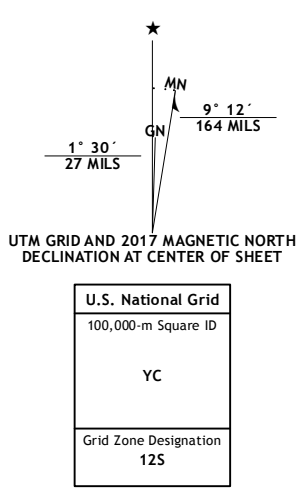 ★
MN
GN
9° 12´
164 MILS
1° 30´
27 MILS
UTM GRID AND 2017 MAGNETIC NORTH
DECLINATION AT CENTER OF SHEET
U.S. National Grid
100,000-m Square ID
YC
Grid Zone Designation
12S